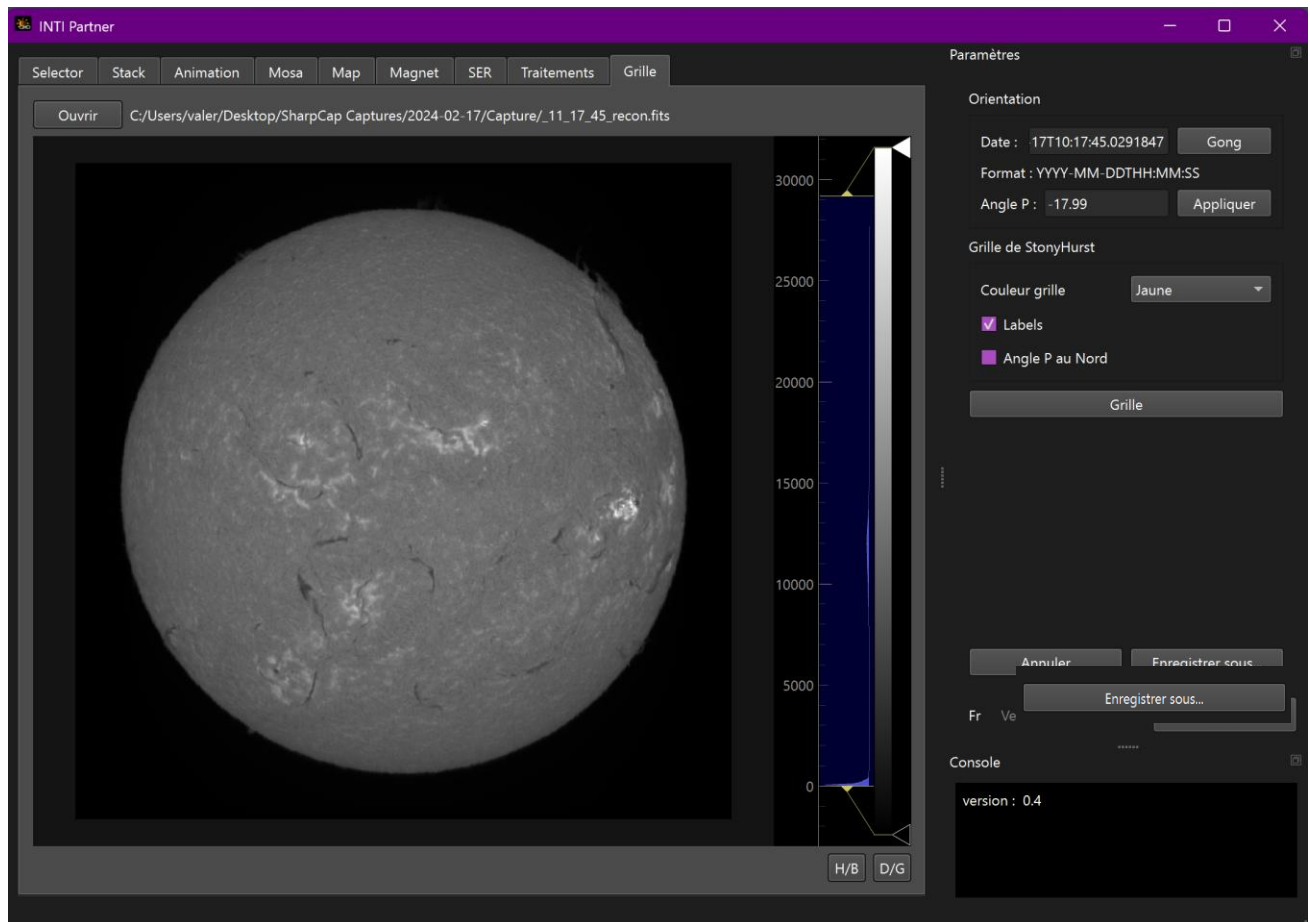 INTI Partner
Selector Stack Animation Mosa Map Magnet SER Traitements Grille
Ouvrir C:/Users/valer/Desktop/SharpCap Captures/2024-02-17/Capture/_11_17_45_recon.fits
30000
25000
20000
15000
10000
5000
0
H/B D/G
Paramètres
Orientation
Date : 17T10:17:45.0291847 Gong
Format : YYYY-MM-DDTHH:MM:SS
Angle P : -17.99 Appliquer
Grille de StonyHurst
Couleur grille Jaune
Labels
Angle P au Nord
Grille
Annuler Enregistrer sous...
Enregistrer sous...
Fr Ve
Console
version : 0.4